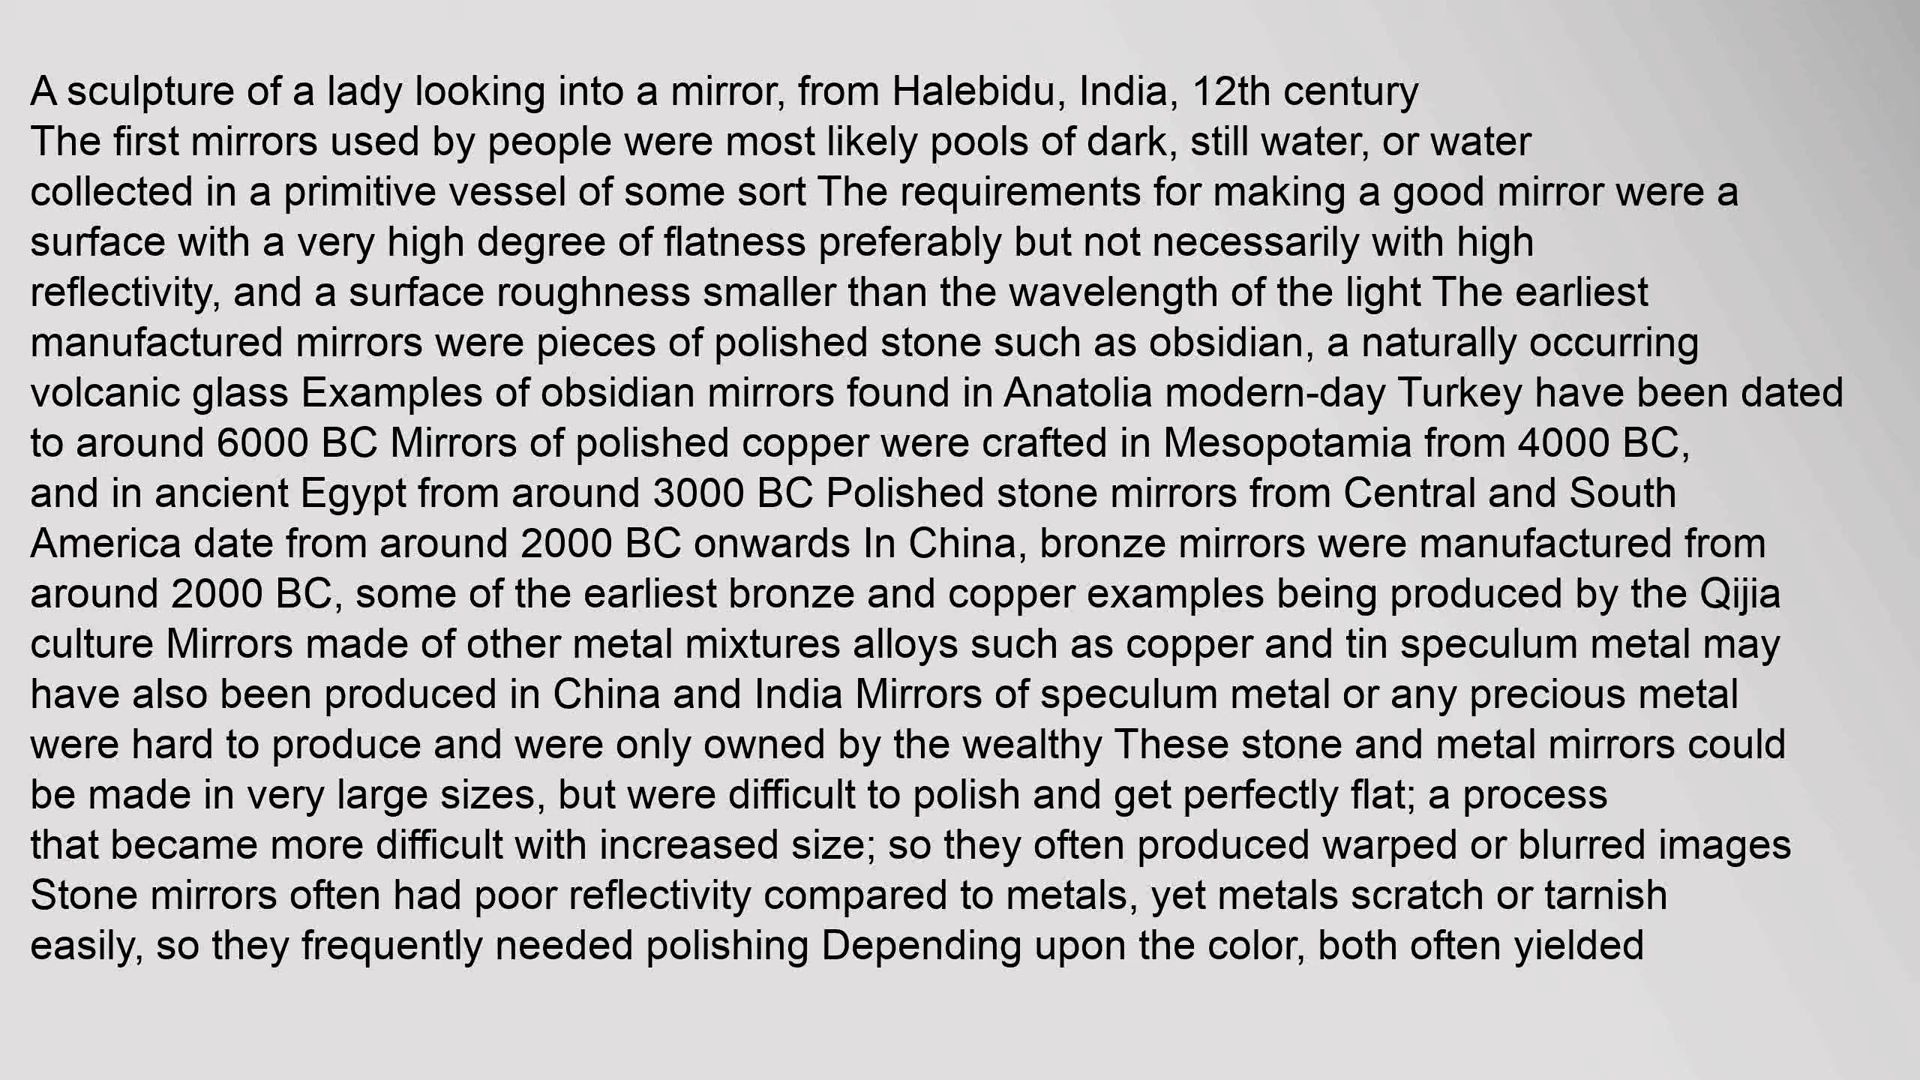 A sculpture of a lady looking into a mirror, from Halebidu, India, 12th century
The first mirrors used by people were most likely pools of dark, still water, or water
collected in a primitive vessel of some sort The requirements for making a good mirror were a
surface with a very high degree of flatness preferably but not necessarily with high
reflectivity, and a surface roughness smaller than the wavelength of the light The earliest
manufactured mirrors were pieces of polished stone such as obsidian, a naturally occurring
volcanic glass Examples of obsidian mirrors found in Anatolia modern-day Turkey have been dated
to around 6000 BC Mirrors of polished copper were crafted in Mesopotamia from 4000 BC,
and in ancient Egypt from around 3000 BC Polished stone mirrors from Central and South
America date from around 2000 BC onwards In China, bronze mirrors were manufactured from
around 2000 BC, some of the earliest bronze and copper examples being produced by the Qijia
culture Mirrors made of other metal mixtures alloys such as copper and tin speculum metal may
have also been produced in China and India Mirrors of speculum metal or any precious metal
were hard to produce and were only owned by the wealthy These stone and metal mirrors could
be made in very large sizes, but were difficult to polish and get perfectly flat; a process
that became more difficult with increased size; so they often produced warped or blurred images
Stone mirrors often had poor reflectivity compared to metals, yet metals scratch or tarnish
easily, so they frequently needed polishing Depending upon the color, both often yielded